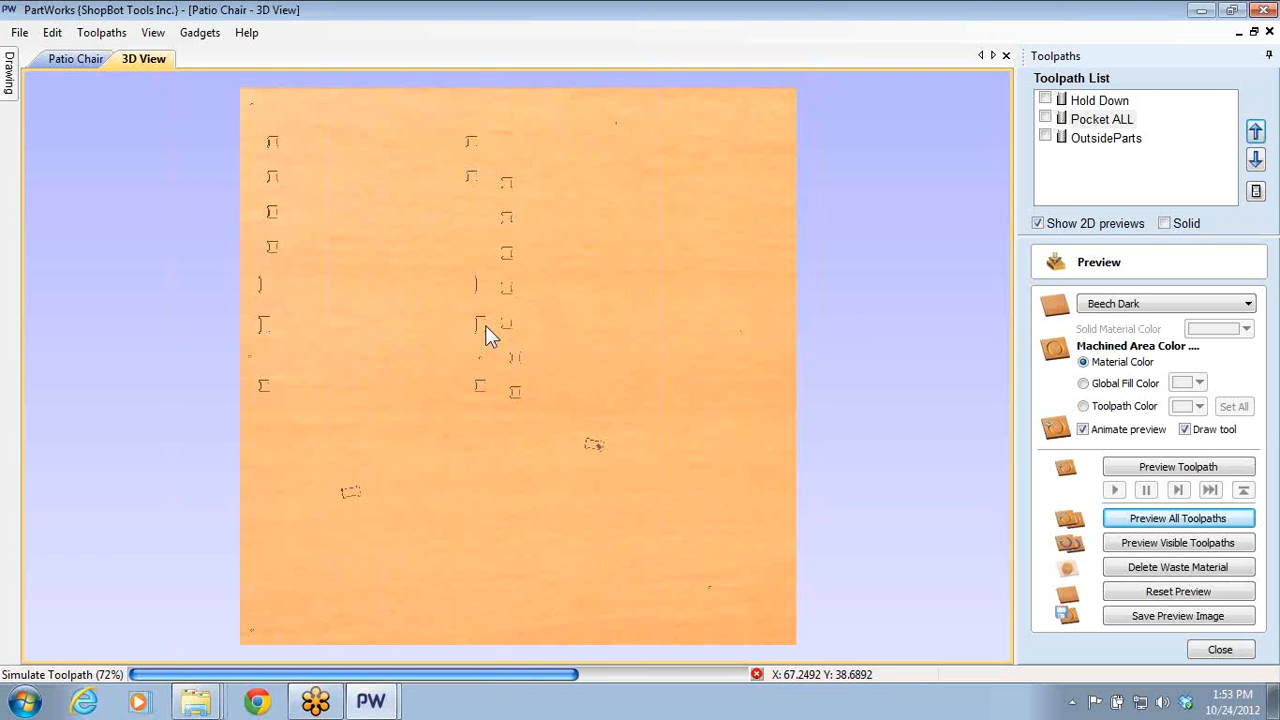 PartWorks {ShopBot Tools Inc.} - [Patio Chair - 3D View]
File Edit Toolpaths View Gadgets Help
Drawing
Patio Chair
3D View
Toolpaths
Toolpath List
Hold Down
Pocket ALL
OutsideParts
Show 2D previews Solid
Preview
Beech Dark
Solid Material Color
Machined Area Color ....
Material Color
Global Fill Color
Toolpath Color Set All
Animate preview Draw tool
Preview Toolpath
Preview All Toolpaths
Preview Visible Toolpaths
Delete Waste Material
Reset Preview
Save Preview Image
Close
Simulate Toolpath (72%) X: 67.2492 Y: 38.6892
PW
1:53 PM
10/24/2012